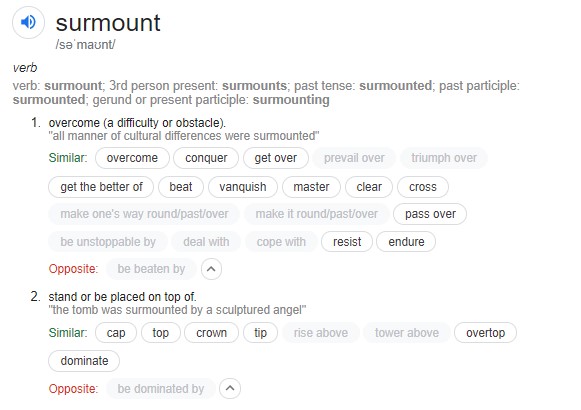 surmount
/səˈmaʊnt/
verb
verb: surmount; 3rd person present: surmounts; past tense: surmounted; past participle:
surmounted; gerund or present participle: surmounting
1. overcome (a difficulty or obstacle).
"all manner of cultural differences were surmounted"
Similar: overcome conquer get over prevail over triumph over
get the better of beat vanquish master clear cross
make one's way round/past/over make it round/past/over pass over
be unstoppable by deal with cope with resist endure
Opposite: be beaten by
2. stand or be placed on top of.
"the tomb was surmounted by a sculptured angel"
Similar: cap top crown tip rise above tower above overtop
dominate
Opposite: be dominated by